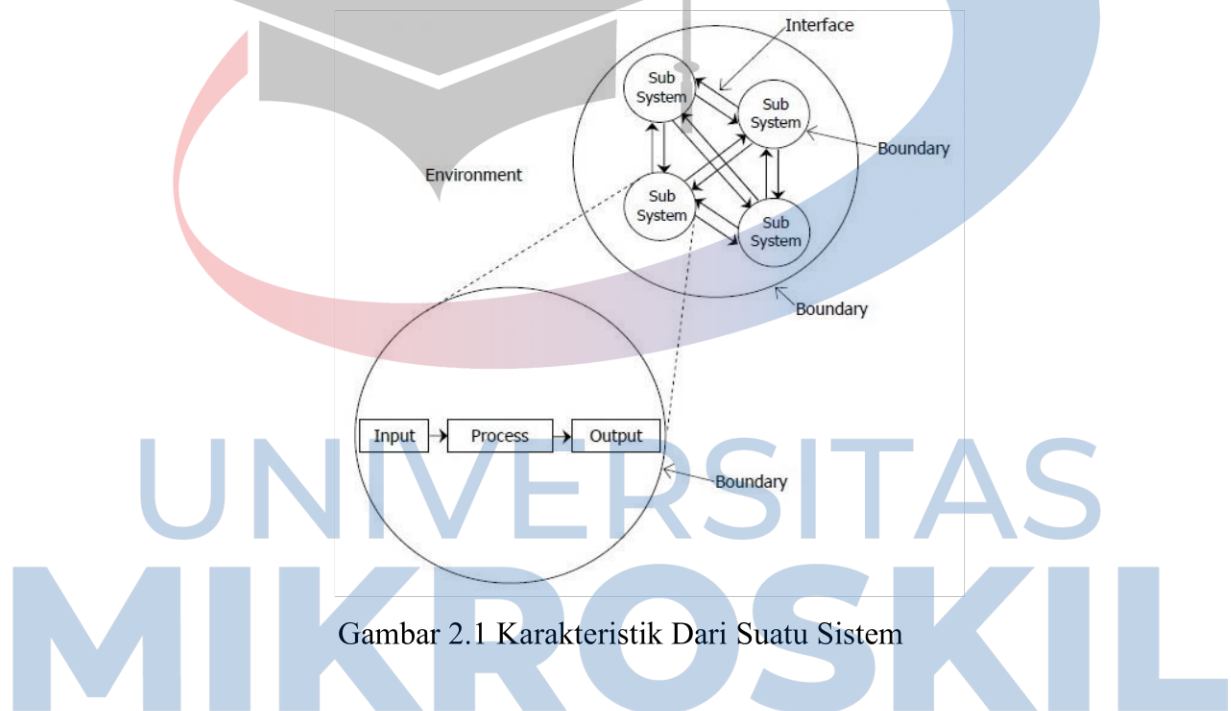 Interface
Sub
System
Sub
System
Boundary
Environment
Sub
System
Sub
System
Boundary
Input
Process
Output
Boundary
UNIVERSITAS
MIKROSKIL
Gambar 2.1 Karakteristik Dari Suatu Sistem